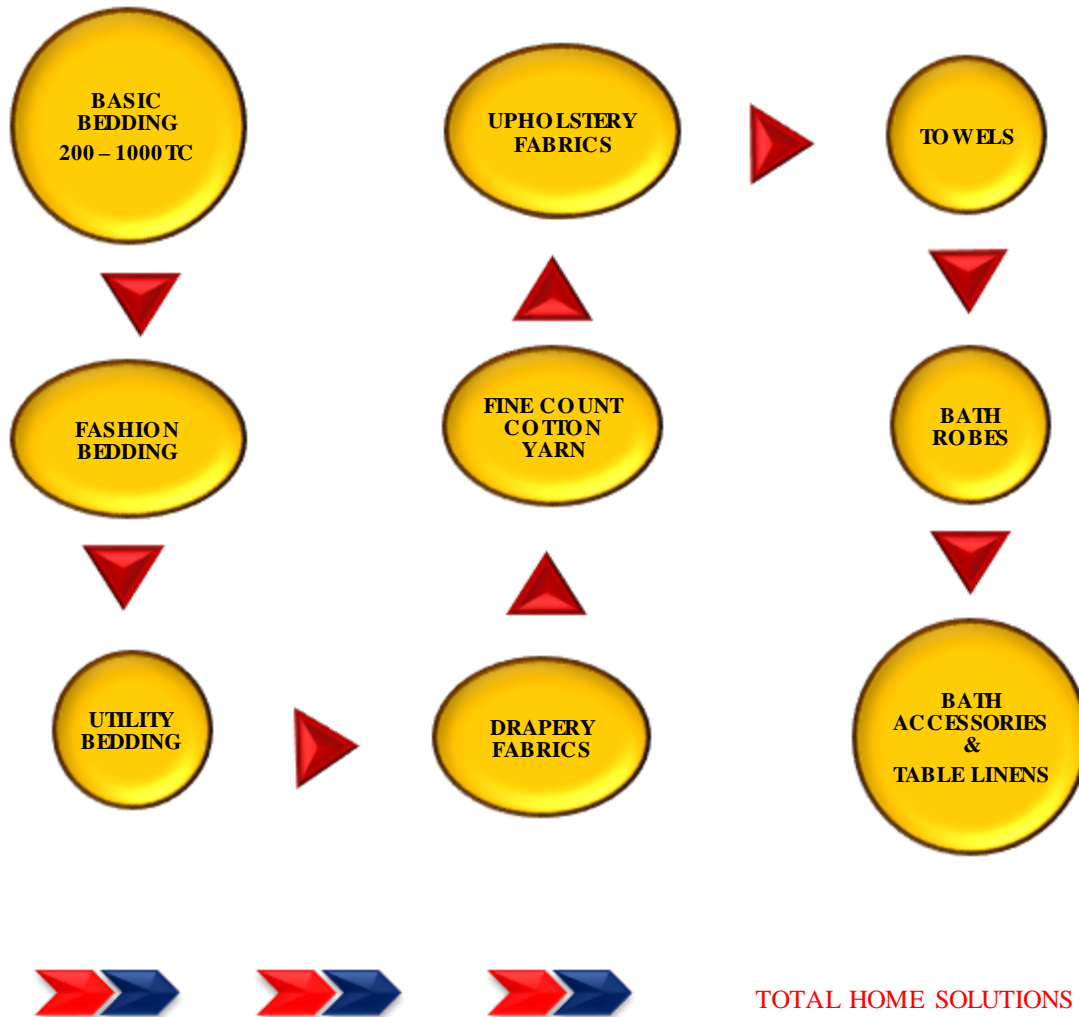 BASIC
BEDDING
200 – 1000 TC
FASHION
BEDDING
UTILITY
BEDDING
DRAPERY
FABRICS
FINE COUNT
COTTON
YARN
UPHOLSTERY
FABRICS
TOWELS
BATH
ROBES
BATH
ACCESSORIES
&
TABLE LINENS
TOTAL HOME SOLUTIONS